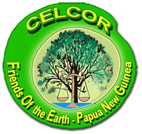 CELCOR
Friends Of the Earth - Papua New Guinea